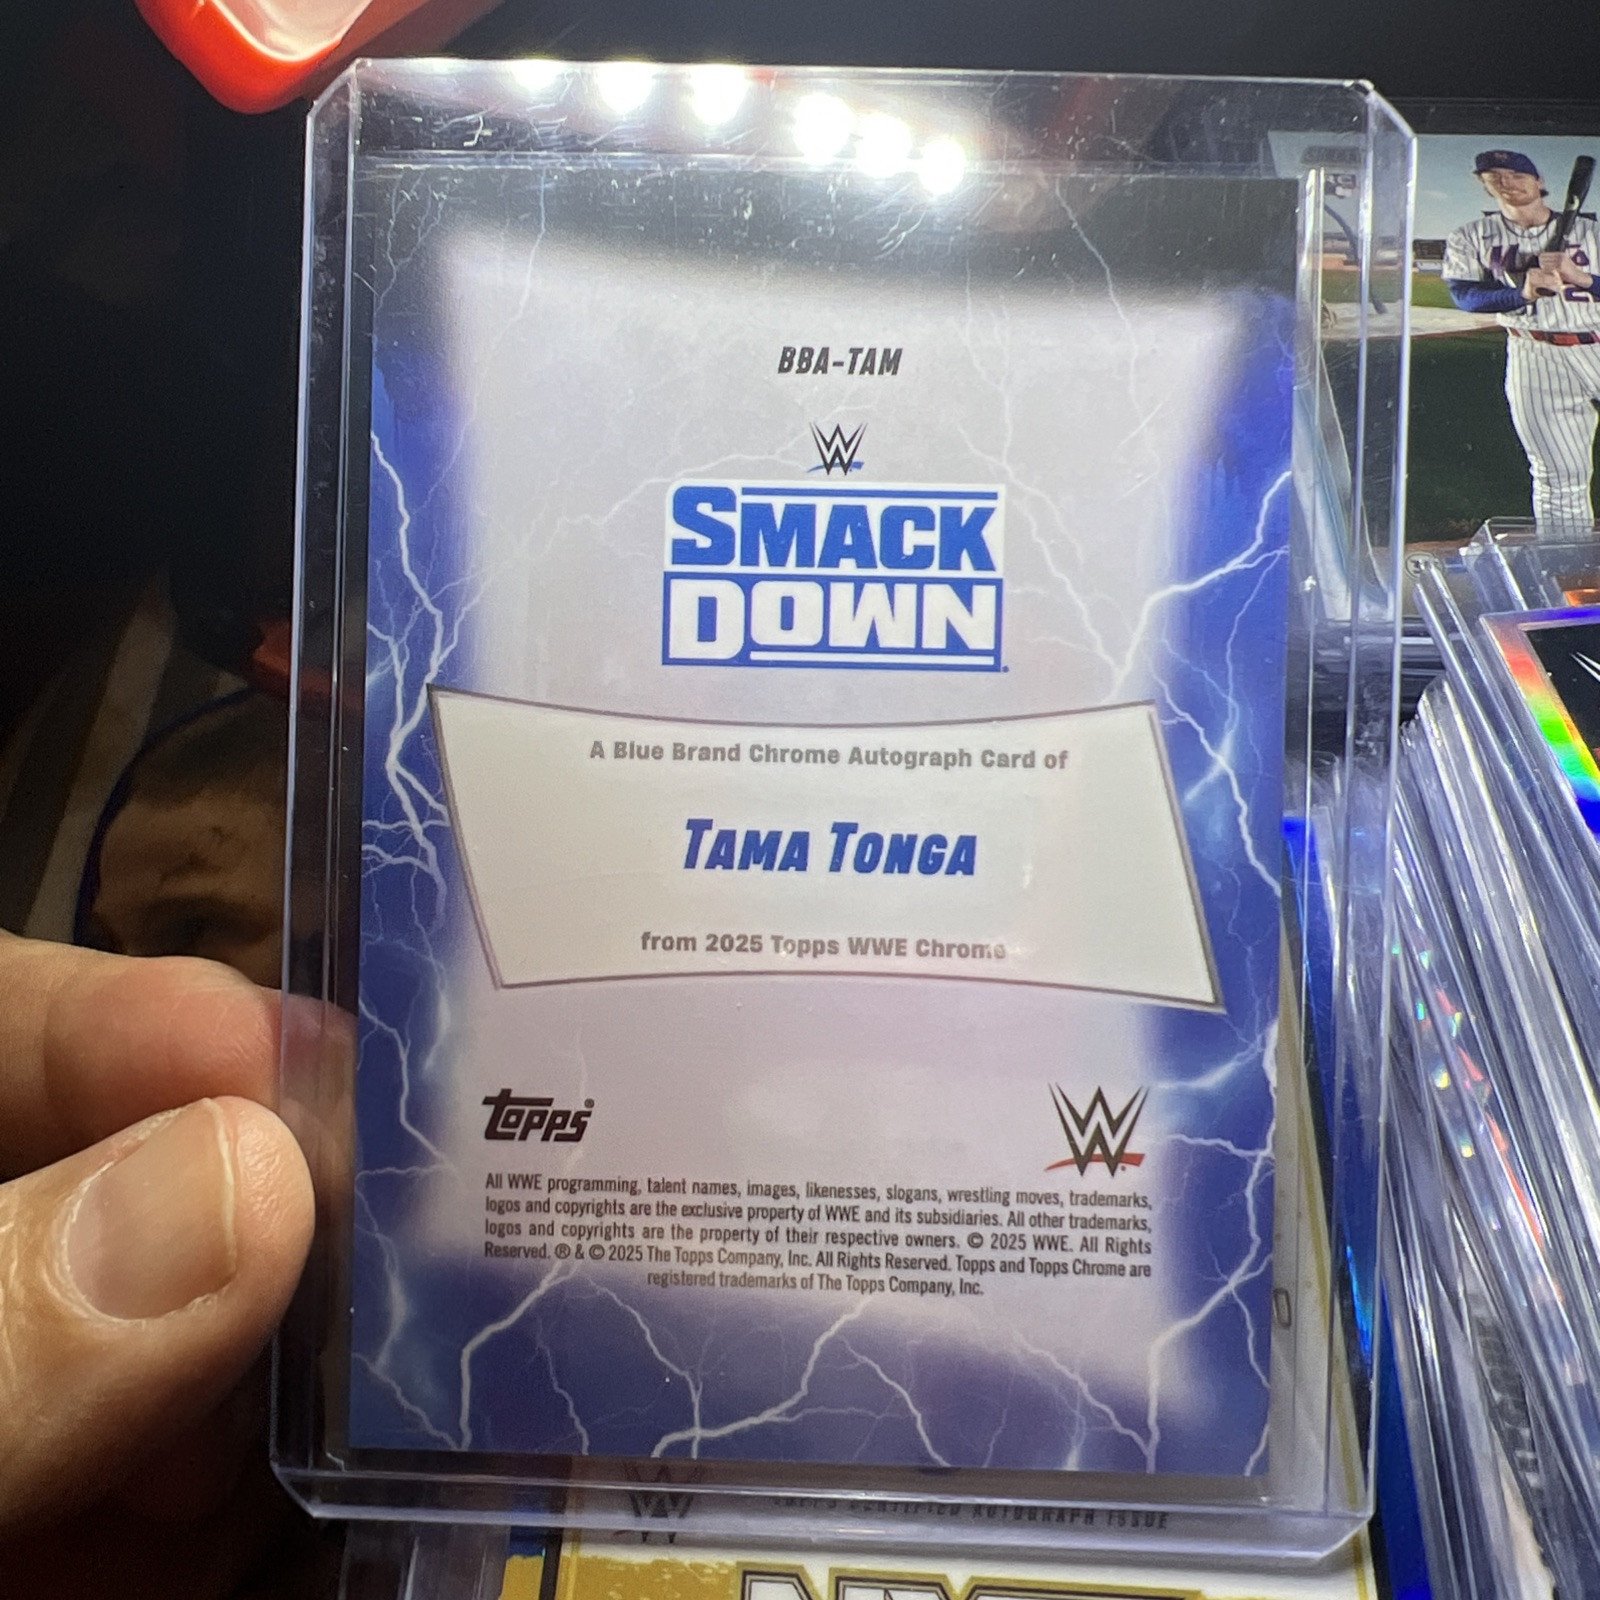 BBA-TAM
W
SMACK
DOWN
A Blue Brand Chrome Autograph Card of
TAMA TONGA
from 2025 Topps WWE Chrome
topps®
W
All WWE programming, talent names, images, likenesses, slogans, wrestling moves, trademarks,
logos and copyrights are the exclusive property of WWE and its subsidiaries. All other trademarks,
logos and copyrights are the property of their respective owners. © 2025 WWE. All Rights
Reserved. ® & © 2025 The Topps Company, Inc. All Rights Reserved. Topps and Topps Chrome are
registered trademarks of The Topps Company, Inc.
TOPPS CERTIFIED AUTOGRAPH ISSUE